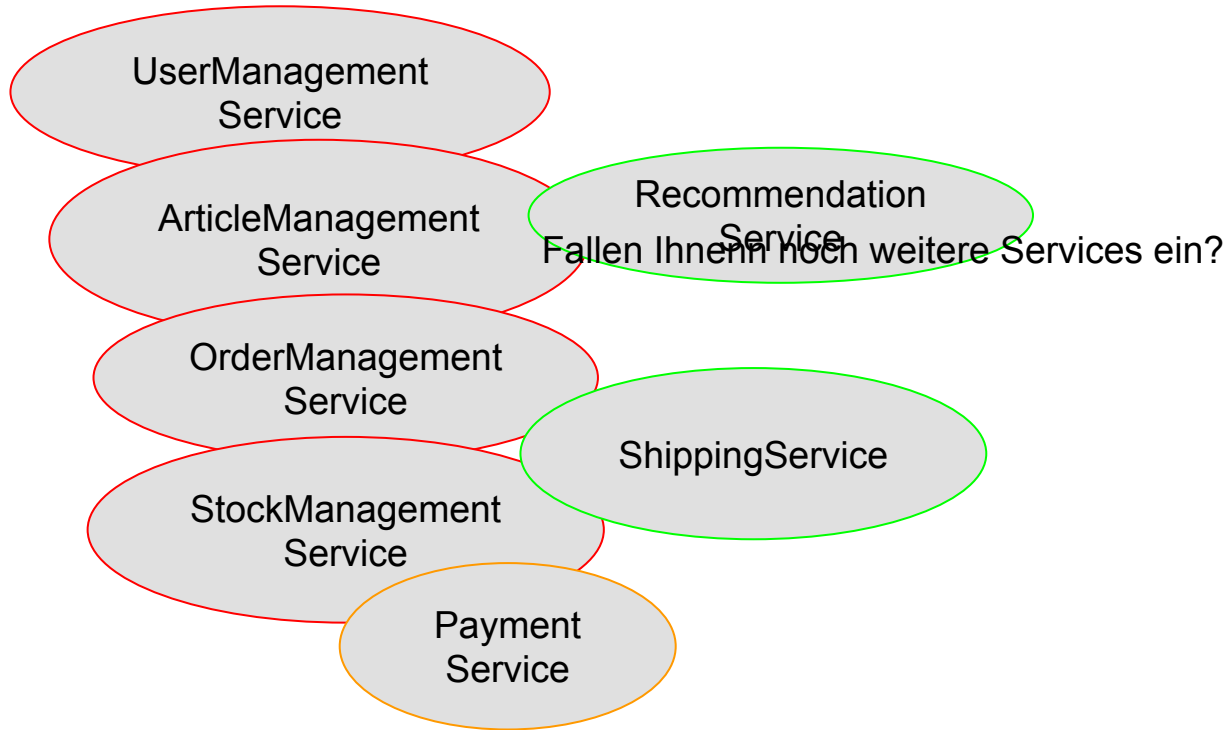 UserManagement
Service
ArticleManagement
Service
Recommendation
Service
Fallen Ihnenn noch weitere Services ein?
OrderManagement
Service
ShippingService
StockManagement
Service
Payment
Service